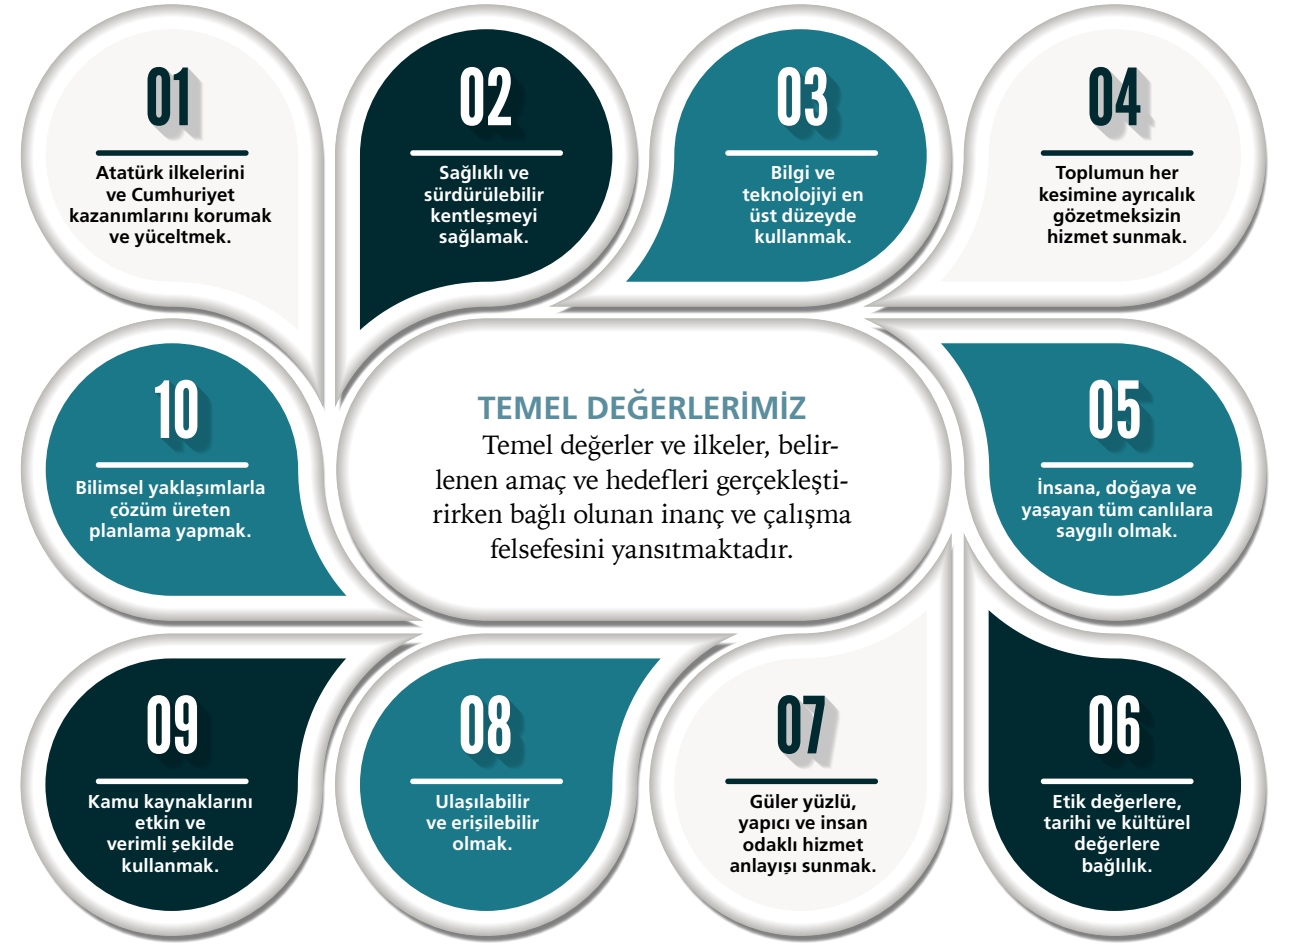 01
Atatürk ilkelerini
ve Cumhuriyet
kazanımlarını korumak
ve yüceltmek.
02
Sağlıklı ve
sürdürülebilir
kentleşmeyi
sağlamak.
03
Bilgi ve
teknolojiyi en
üst düzeyde
kullanmak.
04
Toplumun her
kesimine ayrıcalık
gözetmeksizin
hizmet sunmak.
TEMEL DEĞERLERİMİZ
Temel değerler ve ilkeler, belir-
lenen amaç ve hedefleri gerçekleşti-
rirken bağlı olunan inanç ve çalışma
felsefesini yansıtmaktadır.
05
İnsana, doğaya ve
yaşayan tüm canlılara
saygılı olmak.
06
Etik değerlere,
tarihi ve kültürel
değerlere
bağlılık.
07
Güler yüzlü,
yapıcı ve insan
odaklı hizmet
anlayışı sunmak.
08
Ulaşılabilir
ve erişilebilir
olmak.
09
Kamu kaynaklarını
etkin ve
verimli şekilde
kullanmak.
10
Bilimsel yaklaşımlarla
çözüm üreten
planlama yapmak.